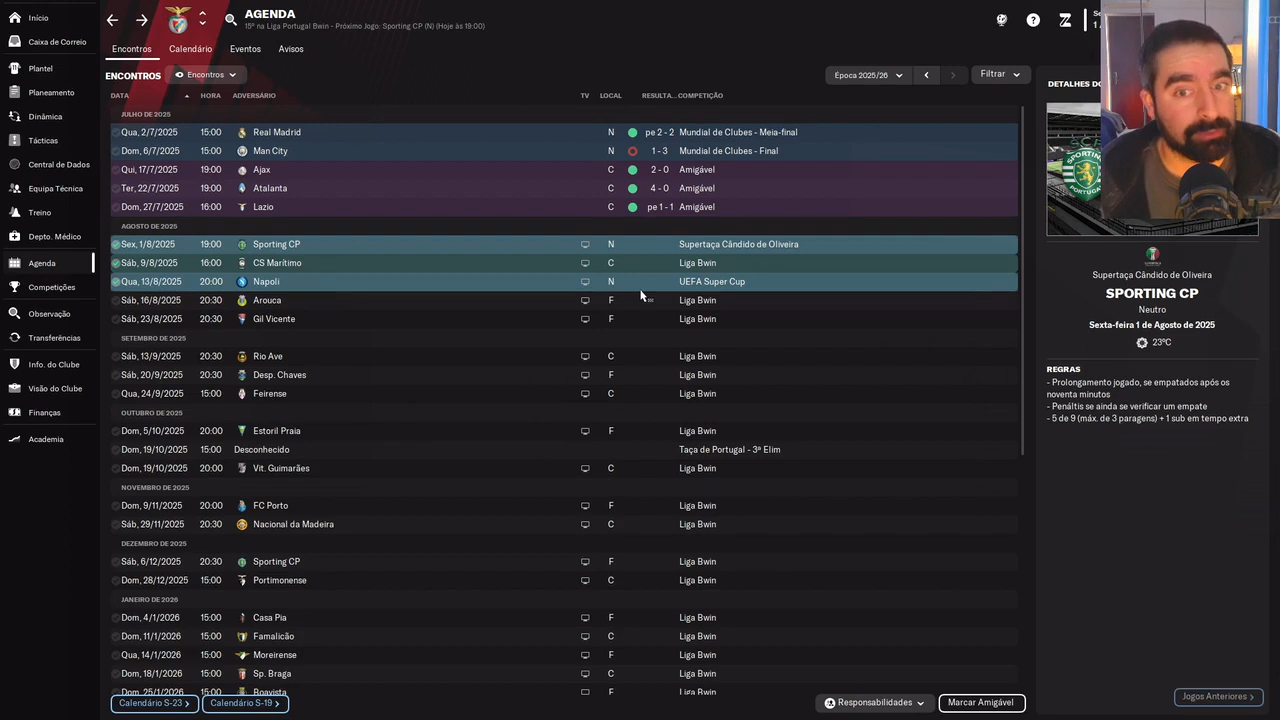 Início
Caixa de Correio
Plantel
Planeamento
Dinâmica
Tácticas
Central de Dados
Equipa Técnica
Treino
Depto. Médico
Agenda
Competições
Observação
Transferências
Info. do Clube
Visão do Clube
Finanças
Academia
AGENDA
15º na Liga Portugal Bwin - Próximo Jogo: Sporting CP (N) (Hoje às 19:00)
Encontros Calendário Eventos Avisos
ENCONTROS Encontros Época 2025/26 Filtrar
DATA HORA ADVERSÁRIO TV LOCAL RESULTA... COMPETIÇÃO
JULHO DE 2025
Qua, 2/7/2025 15:00 Real Madrid N pe 2 - 2 Mundial de Clubes - Meia-final
Dom, 6/7/2025 15:00 Man City N 1 - 3 Mundial de Clubes - Final
Qui, 17/7/2025 19:00 Ajax C 2 - 0 Amigável
Ter, 22/7/2025 19:00 Atalanta C 4 - 0 Amigável
Dom, 27/7/2025 16:00 Lazio C pe 1 - 1 Amigável
AGOSTO DE 2025
Sex, 1/8/2025 19:00 Sporting CP N Supertaça Cândido de Oliveira
Sáb, 9/8/2025 16:00 CS Marítimo C Liga Bwin
Qua, 13/8/2025 20:00 Napoli N UEFA Super Cup
Sáb, 16/8/2025 20:30 Arouca F Liga Bwin
Sáb, 23/8/2025 20:30 Gil Vicente F Liga Bwin
SETEMBRO DE 2025
Sáb, 13/9/2025 20:30 Rio Ave C Liga Bwin
Sáb, 20/9/2025 20:30 Desp. Chaves F Liga Bwin
Qua, 24/9/2025 15:00 Feirense C Liga Bwin
OUTUBRO DE 2025
Dom, 5/10/2025 20:00 Estoril Praia F Liga Bwin
Dom, 19/10/2025 15:00 Desconhecido Taça de Portugal - 3ª Elim
Dom, 19/10/2025 20:00 Vit. Guimarães C Liga Bwin
NOVEMBRO DE 2025
Dom, 9/11/2025 20:00 FC Porto F Liga Bwin
Sáb, 29/11/2025 20:30 Nacional da Madeira C Liga Bwin
DEZEMBRO DE 2025
Sáb, 6/12/2025 20:30 Sporting CP F Liga Bwin
Dom, 28/12/2025 15:00 Portimonense C Liga Bwin
JANEIRO DE 2026
Dom, 4/1/2026 15:00 Casa Pia F Liga Bwin
Dom, 11/1/2026 15:00 Famalicão C Liga Bwin
Qua, 14/1/2026 15:00 Moreirense F Liga Bwin
Dom, 18/1/2026 15:00 Sp. Braga C Liga Bwin
Dom, 25/1/2026 15:00 Boavista F Liga Bwin
Calendário S-23 Calendário S-19 Responsabilidades Marcar Amigável
DETALHES DO
SPORTING
PORTUGAL
Supertaça Cândido de Oliveira
SPORTING CP
Neutro
Sexta-feira 1 de Agosto de 2025
23ºC
REGRAS
- Prolongamento jogado, se empatados após os
noventa minutos
- Penáltis se ainda se verificar um empate
- 5 de 9 (máx. de 3 paragens) + 1 sub em tempo extra
Jogos Anteriores